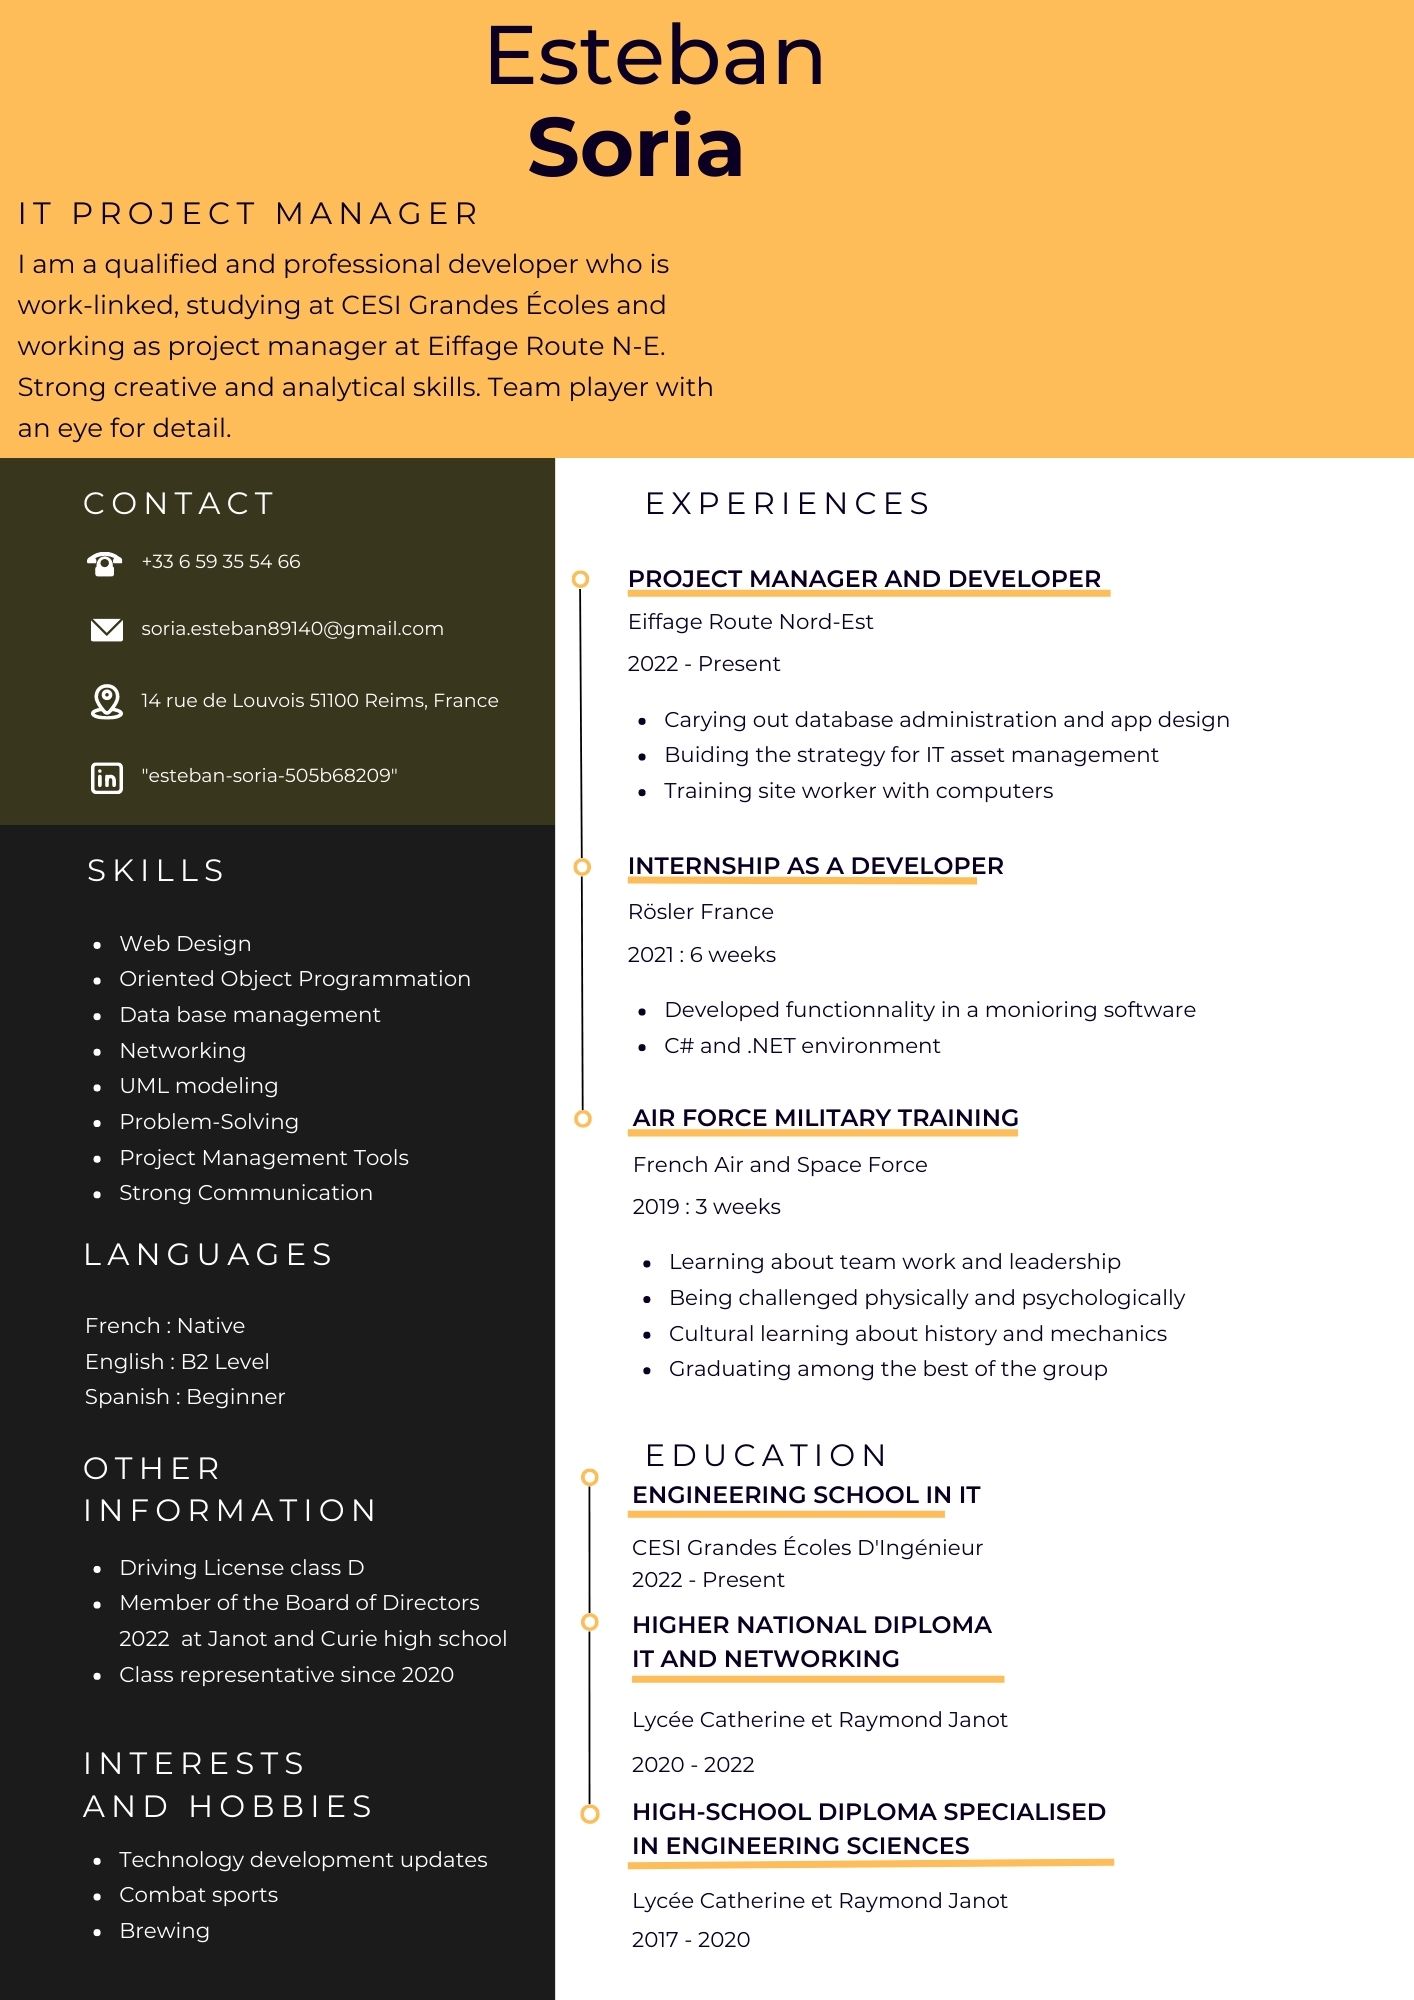 Esteban
Soria
IT PROJECT MANAGER
I am a qualified and professional developer who is
work-linked, studying at CESI Grandes Écoles and
working as project manager at Eiffage Route N-E.
Strong creative and analytical skills. Team player with
an eye for detail.
CONTACT
+33 6 59 35 54 66
soria.esteban89140@gmail.com
14 rue de Louvois 51100 Reims, France
in
"esteban-soria-505b68209"
SKILLS
• Web Design
• Oriented Object Programmation
• Data base management
• Networking
• UML modeling
• Problem-Solving
• Project Management Tools
• Strong Communication
LANGUAGES
French : Native
English : B2 Level
Spanish : Beginner
OTHER
INFORMATION
• Driving License class D
• Member of the Board of Directors
2022  at Janot and Curie high school
• Class representative since 2020
INTERESTS
AND HOBBIES
• Technology development updates
• Combat sports
• Brewing
EXPERIENCES
PROJECT MANAGER AND DEVELOPER
Eiffage Route Nord-Est
2022 - Present
• Carying out database administration and app design
• Buiding the strategy for IT asset management
• Training site worker with computers
INTERNSHIP AS A DEVELOPER
Rösler France
2021 : 6 weeks
• Developed functionnality in a monioring software
• C# and .NET environment
AIR FORCE MILITARY TRAINING
French Air and Space Force
2019 : 3 weeks
• Learning about team work and leadership
• Being challenged physically and psychologically
• Cultural learning about history and mechanics
• Graduating among the best of the group
EDUCATION
ENGINEERING SCHOOL IN IT
CESI Grandes Écoles D'Ingénieur
2022 - Present
HIGHER NATIONAL DIPLOMA
IT AND NETWORKING
Lycée Catherine et Raymond Janot
2020 - 2022
HIGH-SCHOOL DIPLOMA SPECIALISED
IN ENGINEERING SCIENCES
Lycée Catherine et Raymond Janot
2017 - 2020